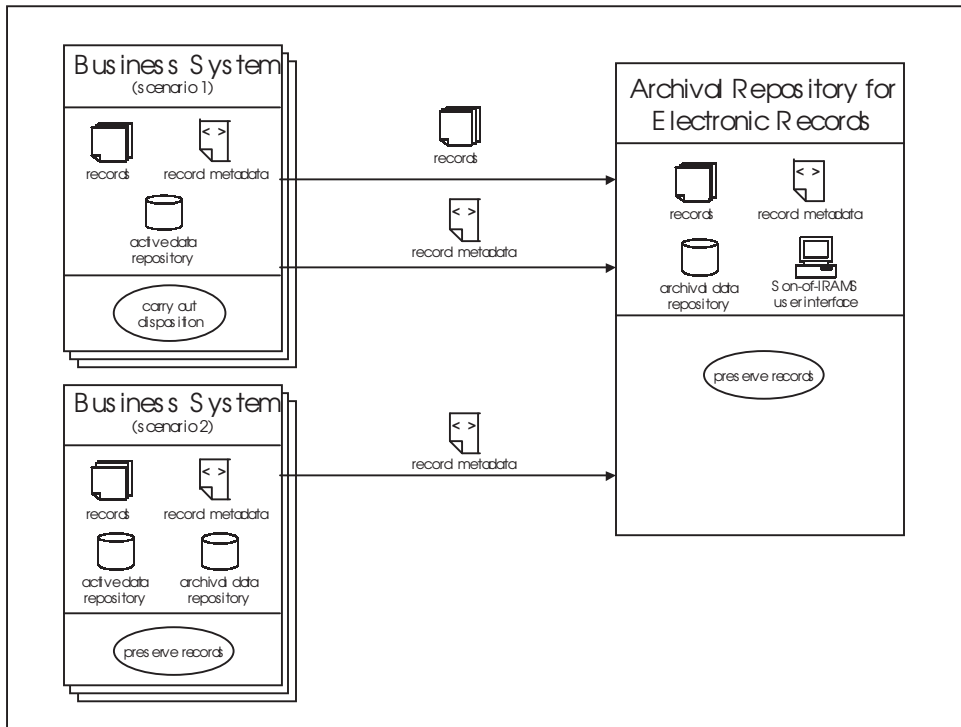 Business System
(scenario 1)
records
record metadata
active data
repository
carry out
disposition
records
record metadata
Archival Repository for
Electronic Records
records
record metadata
archival data
repository
Son-of-IRAMS
user interface
preserve records
Business System
(scenario 2)
records
record metadata
active data
repository
archival data
repository
preserve records
record metadata